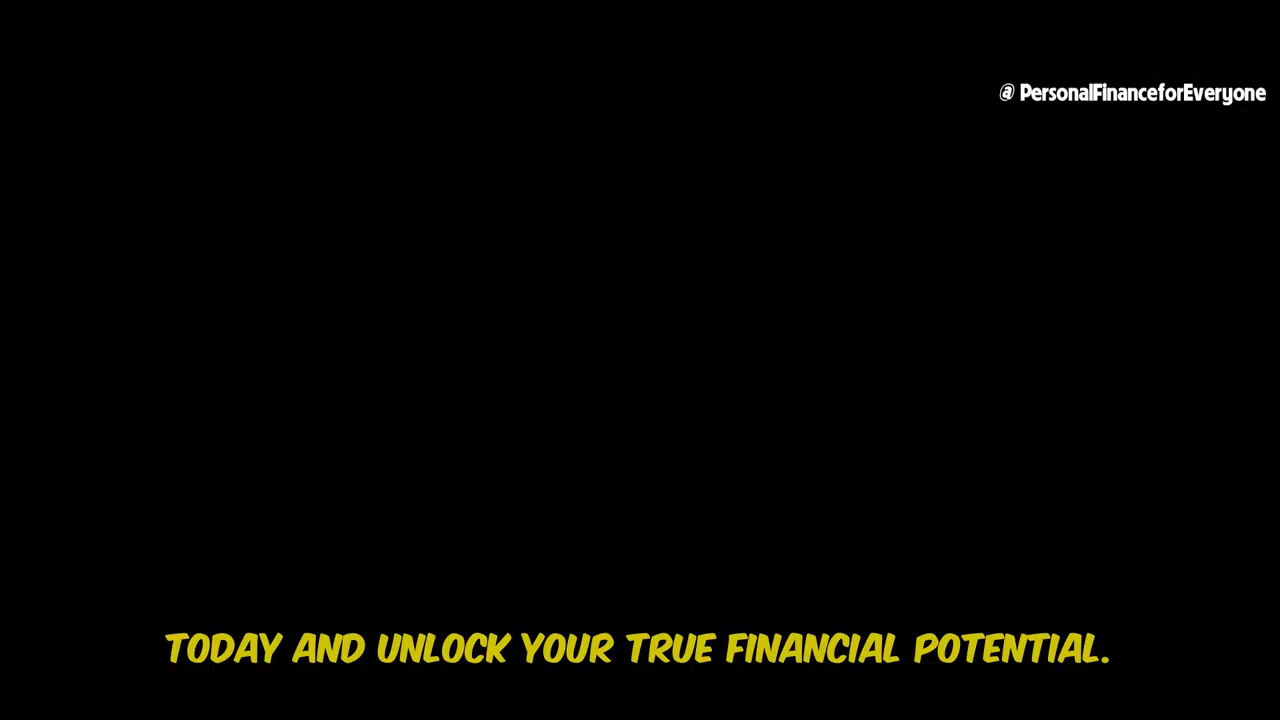 @ PersonalFinanceforEveryone
TODAY AND UNLOCK YOUR TRUE FINANCIAL POTENTIAL.